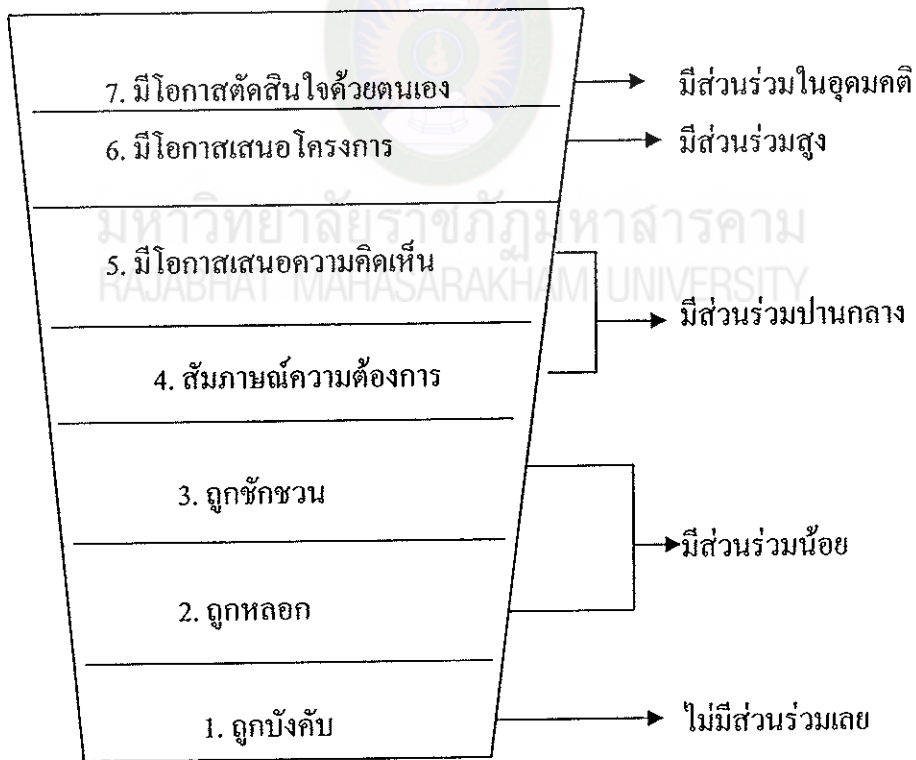 7. มีโอกาสตัดสินใจด้วยตนเอง
มีส่วนร่วมในอุดมคติ
6. มีโอกาสเสนอโครงการ
มีส่วนร่วมสูง
มหาวิทยาลัยราชภัฏมหาสารคาม
5. มีโอกาสเสนอความคิดเห็น
RAJABHAT MAHASARAKHAM UNIVERSITY
มีส่วนร่วมปานกลาง
4. สัมภาษณ์ความต้องการ
3. ถูกชักชวน
มีส่วนร่วมน้อย
2. ถูกหลอก
1. ถูกบังคับ
ไม่มีส่วนร่วมเลย